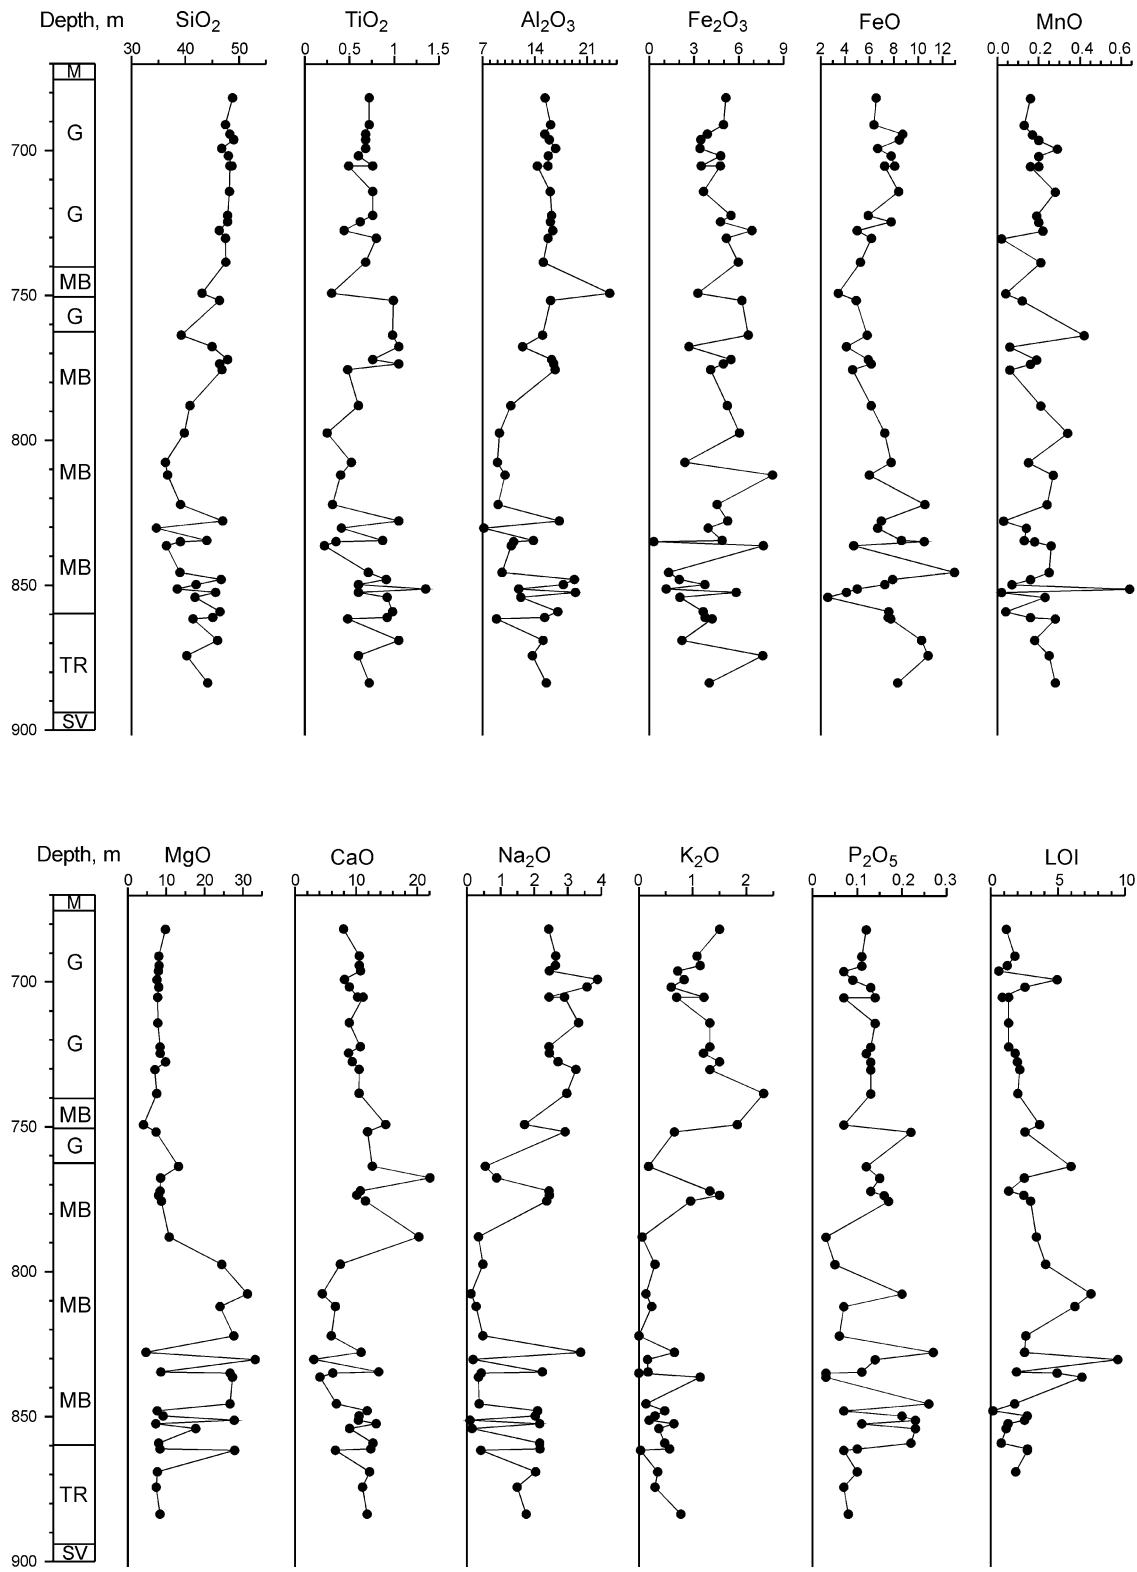 Depth, m SiO₂ TiO₂ Al₂O₃ Fe₂O₃ FeO MnO
30 40 50 0 0.5 1 1.5 7 14 21 0 3 6 9 2 4 6 8 10 12 0.0 0.2 0.4 0.6
M
G
700
G
MB
750
G
MB
800
MB
MB
850
TR
SV
900
Depth, m MgO CaO Na₂O K₂O P₂O₅ LOI
0 10 20 30 0 10 20 0 1 2 3 4 0 1 2 0 0.1 0.2 0.3 0 5 10
M
G
700
G
MB
750
G
MB
800
MB
MB
850
TR
SV
900